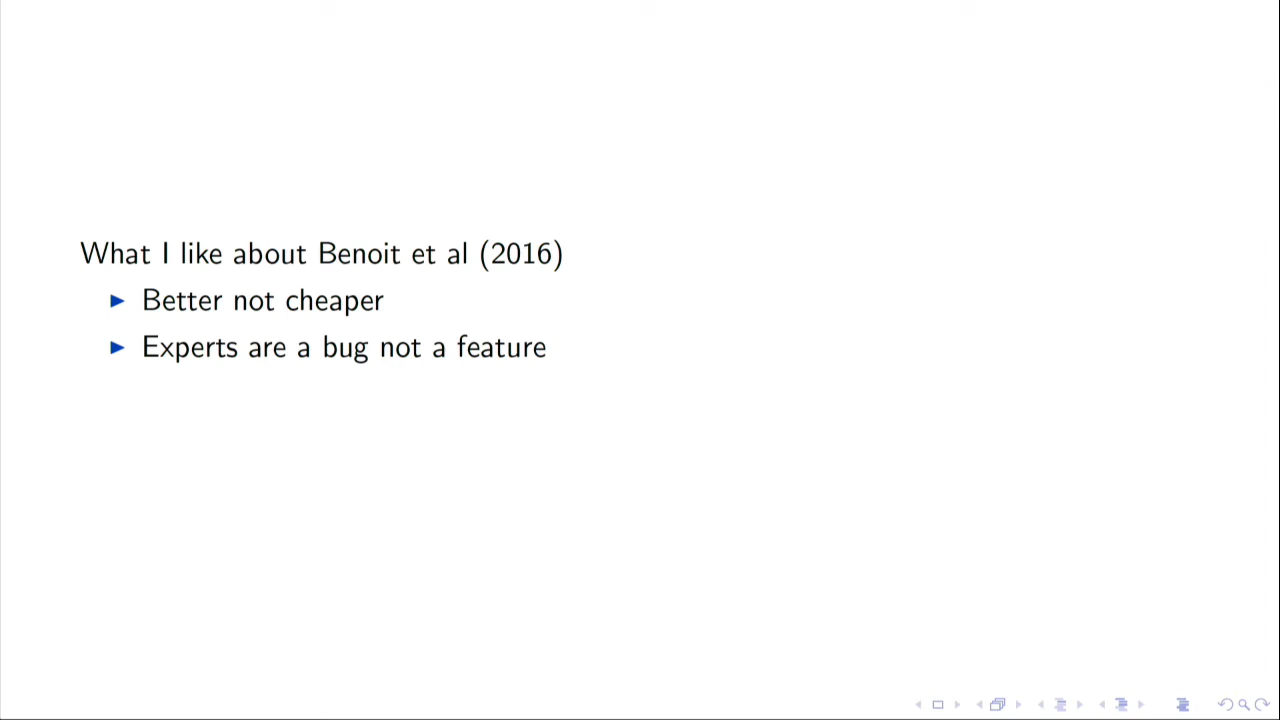 What I like about Benoit et al (2016)
Better not cheaper
Experts are a bug not a feature